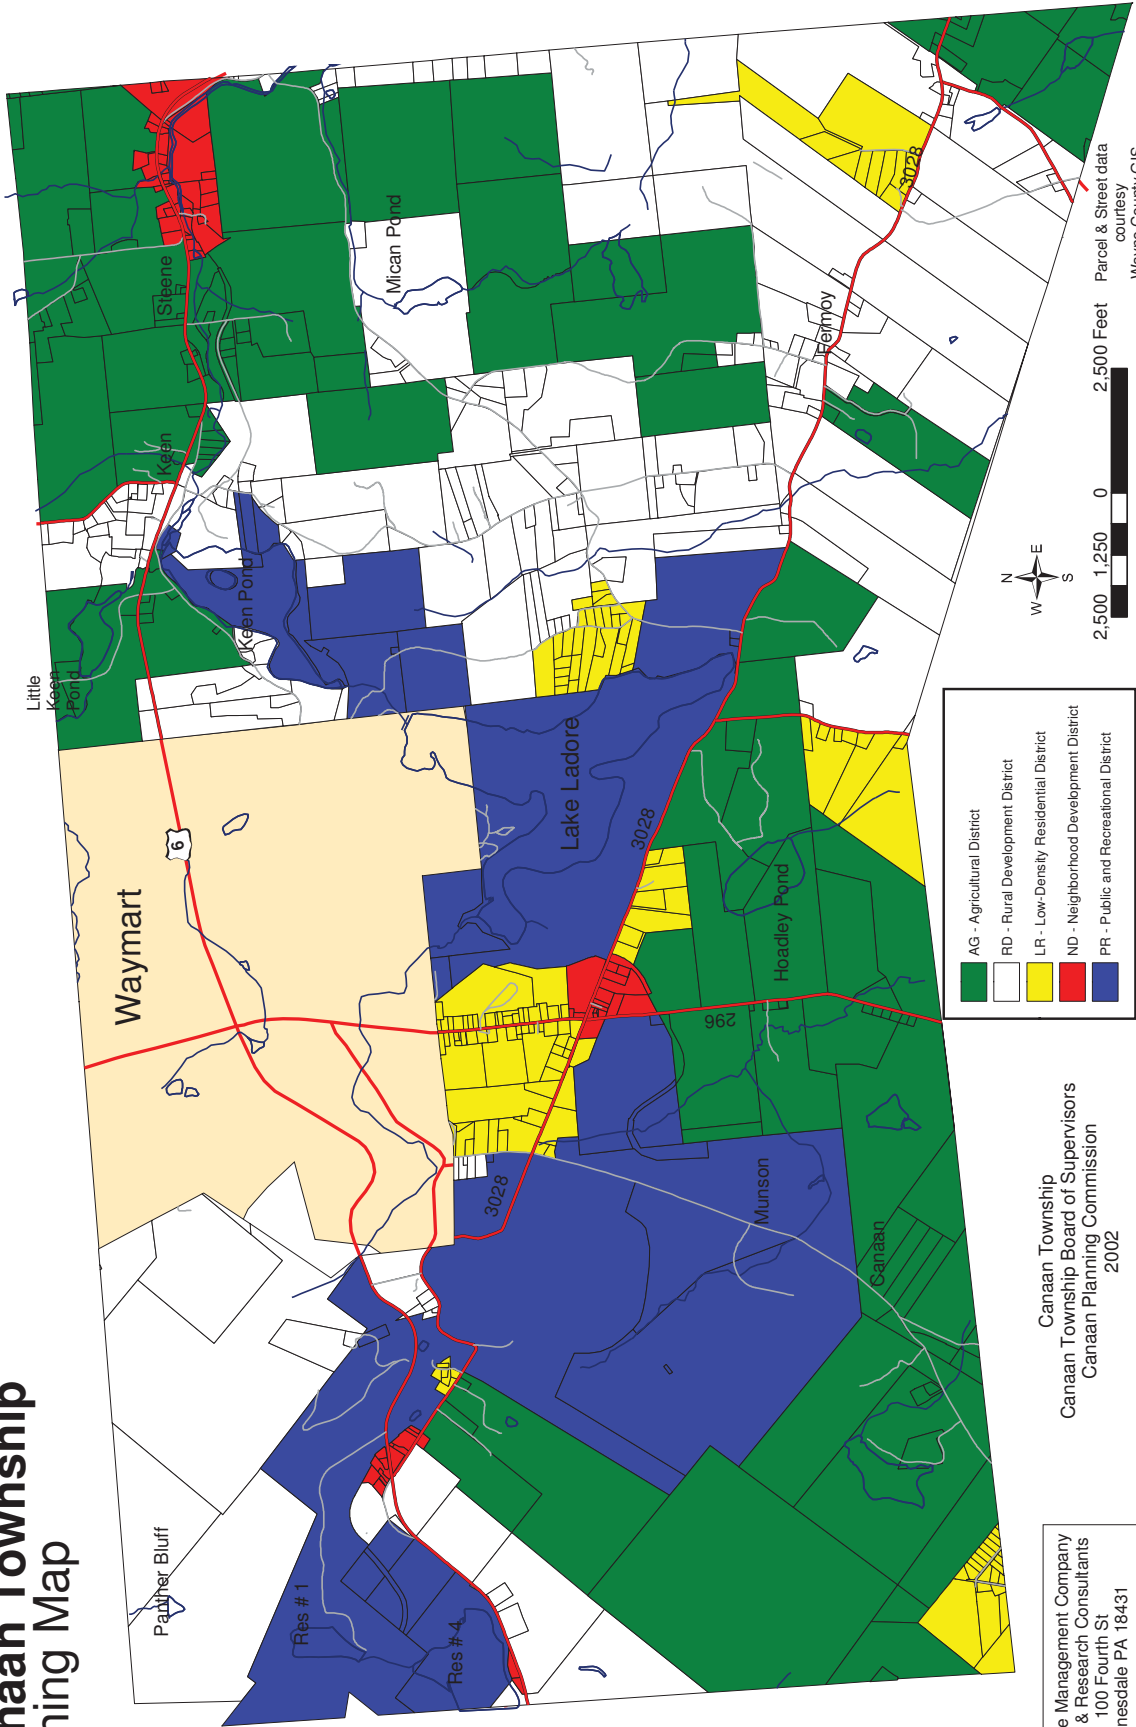 naan Township
ning Map
Panther Bluff
Res # 1
Res # 4
Waymart
6
Little
Keen
Pond
Keen
Keen Pond
Steene
Mican Pond
Lake Ladore
3028
3028
3028
296
Hoadley Pond
Munson
Canaan
Fermoy
e Management Company
& Research Consultants
100 Fourth St
nesdale PA 18431
Canaan Township
Canaan Township Board of Supervisors
Canaan Planning Commission
2002
AG - Agricultural District
RD - Rural Development District
LR - Low-Density Residential District
ND - Neighborhood Development District
PR - Public and Recreational District
N
W E
S
2,500 1,250 0 2,500 Feet
Parcel & Street data
courtesy
Wayne County GIS